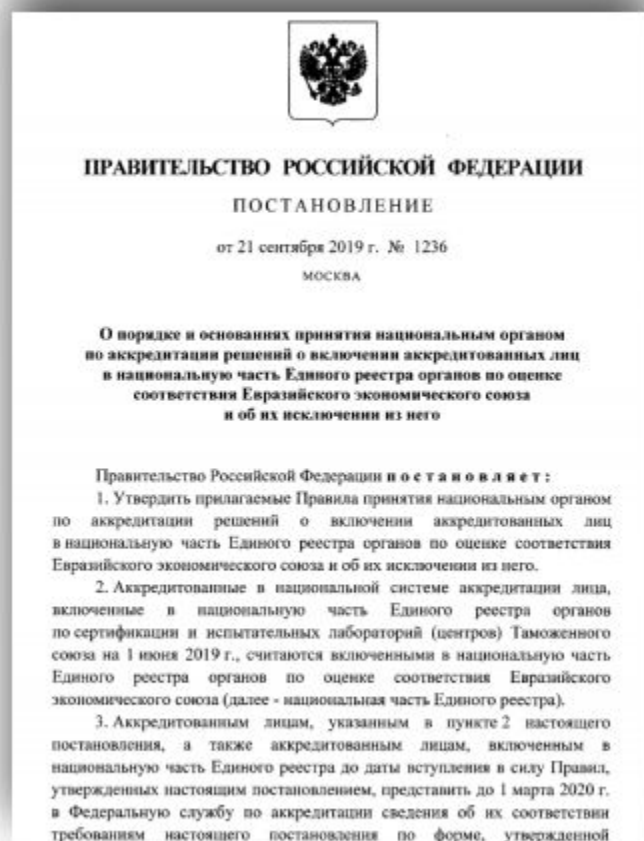 ПРАВИТЕЛЬСТВО РОССИЙСКОЙ ФЕДЕРАЦИИ
ПОСТАНОВЛЕНИЕ
от 21 сентября 2019 г. № 1236
МОСКВА
О порядке и основаниях принятия национальным органом
по аккредитации решений о включении аккредитованных лиц
в национальную часть Единого реестра органов по оценке
соответствия Евразийского экономического союза
и об их исключении из него
Правительство Российской Федерации постановляет:
1. Утвердить прилагаемые Правила принятия национальным органом
по аккредитации решений о включении аккредитованных лиц
в национальную часть Единого реестра органов по оценке соответствия
Евразийского экономического союза и об их исключении из него.
2. Аккредитованные в национальной системе аккредитации лица,
включенные в национальную часть Единого реестра органов
по сертификации и испытательных лабораторий (центров) Таможенного
союза на 1 июня 2019 г., считаются включенными в национальную часть
Единого реестра органов по оценке соответствия Евразийского
экономического союза (далее - национальная часть Единого реестра).
3. Аккредитованным лицам, указанным в пункте 2 настоящего
постановления, а также аккредитованным лицам, включенным в
национальную часть Единого реестра до даты вступления в силу Правил,
утвержденных настоящим постановлением, представить до 1 марта 2020 г.
в Федеральную службу по аккредитации сведения об их соответствии
требованиям настоящего постановления по форме, утвержденной